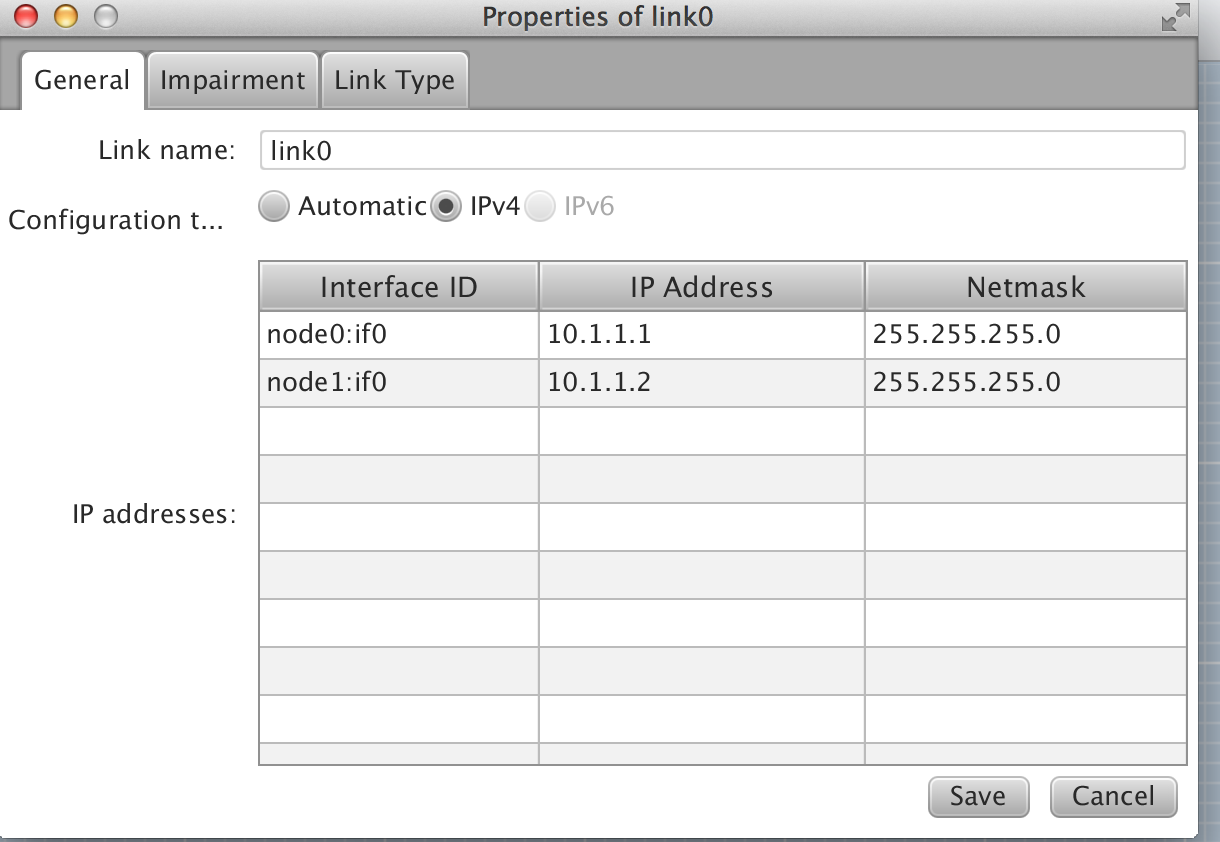 Properties of link0
General Impairment Link Type
Link name: link0
Configuration t... Automatic IPv4 IPv6
Interface ID IP Address Netmask
node0:if0 10.1.1.1 255.255.255.0
node1:if0 10.1.1.2 255.255.255.0
IP addresses:
Save Cancel